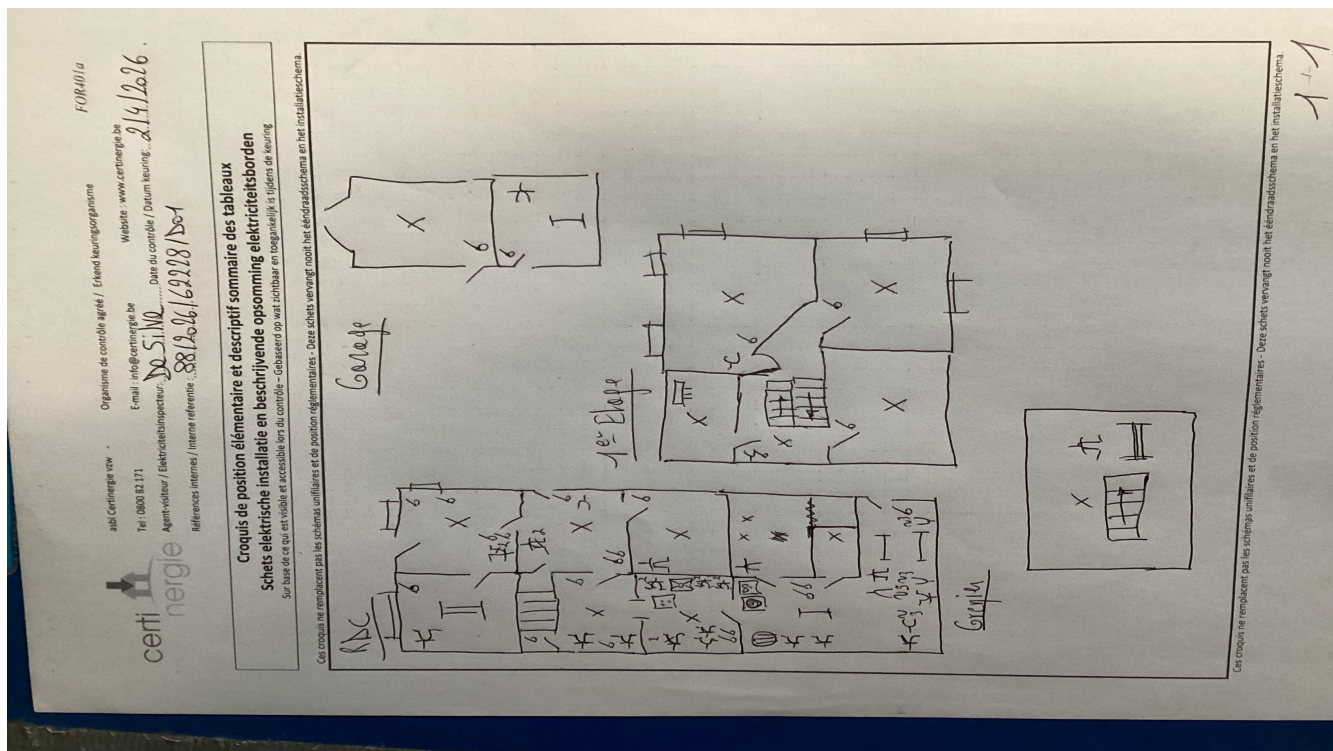 certinergie
asbl Certinergie vzw - Organisme de contrôle agréé / Erkend keuringsorganisme FOR401a
Tel : 0800 82 171 E-mail : info@certinergie.be Website : www.certinergie.be
Agent-visiteur / Elektriciteitsinspecteur: Da Silva Date du contrôle / Datum keuring: 2/4/2026.
Références internes / Interne referentie : 88/2026/62228/D01
Croquis de position élémentaire et descriptif sommaire des tableaux
Schets elektrische installatie en beschrijvende opsomming elektriciteitsborden
Sur base de ce qui est visible et accessible lors du contrôle – Gebaseerd op wat zichtbaar en toegankelijk is tijdens de keuring
Ces croquis ne remplacent pas les schémas unifilaires et de position réglementaires - Deze schets vervangt nooit het ééndraadsschema en het installatieschema.
RDC
Garage
1er Etage
Grenier
Ces croquis ne remplacent pas les schémas unifilaires et de position réglementaires - Deze schets vervangt nooit het ééndraadsschema en het installatieschema.
1 -- 1